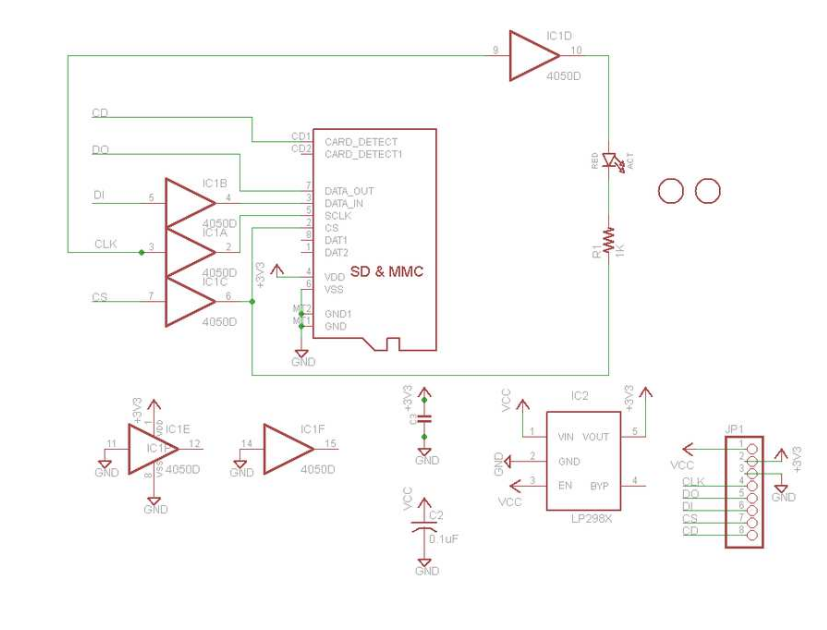 IC1D
9
10
4050D
CD
CD1
CARD_DETECT
CD2
CARD_DETECT1
DO
RED
ACT
DI
5
IC1B
4
4050D
7
DATA_OUT
3
DATA_IN
5
SCLK
2
CS
8
DAT1
1
DAT2
CLK
3
IC1A
2
4050D
R1
1K
+3V3
4
VDD
6
VSS
SD & MMC
CS
7
IC1C
6
4050D
MT2
GND1
MT1
GND
GND
+3V3
1
VDD
11
IC1E
12
IC1P
4050D
GND
8
VSS
GND
14
IC1F
15
4050D
GND
+3V3
C3
GND
VCC
C2
0.1uF
GND
IC2
VCC
+3V3
1
VIN
VOUT
5
GND
2
GND
VCC
3
EN
BYP
4
LP298X
JP1
VCC
1
2
+3V3
3
GND
CLK
4
DO
5
DI
6
CS
7
CD
8